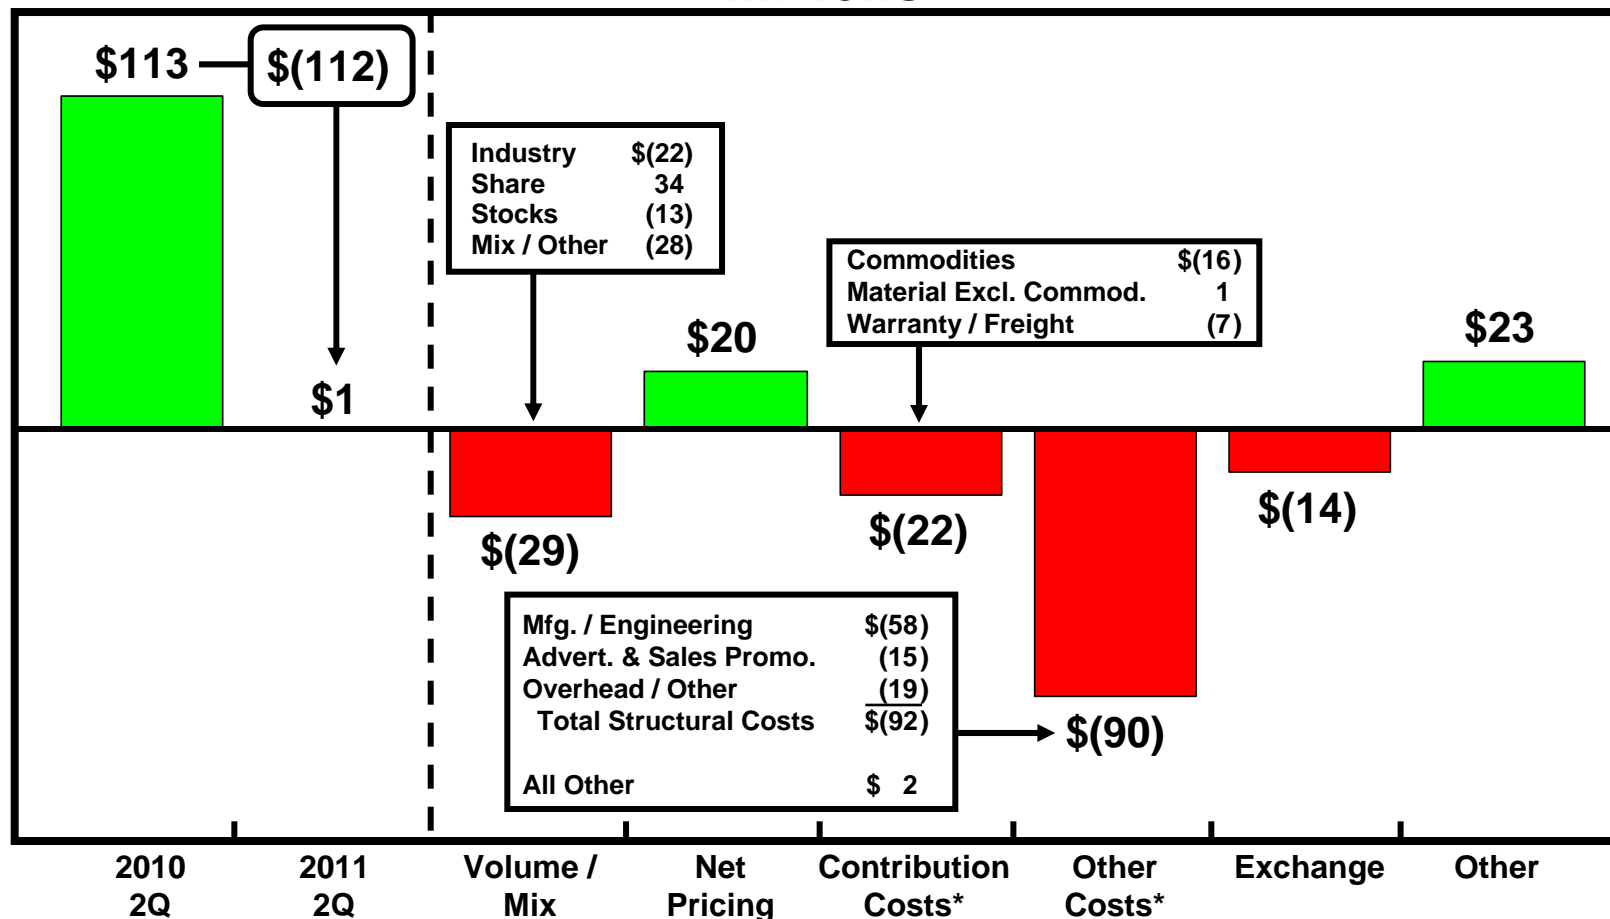 $113
$(112)
$1
Industry $(22)
Share 34
Stocks (13)
Mix / Other (28)
Commodities $(16)
Material Excl. Commod. 1
Warranty / Freight (7)
$20
$23
$(29)
$(22)
$(14)
Mfg. / Engineering $(58)
Advert. & Sales Promo. (15)
Overhead / Other (19)
Total Structural Costs $(92)
All Other $ 2
$(90)
2010
2Q
2011
2Q
Volume /
Mix
Net
Pricing
Contribution
Costs*
Other
Costs*
Exchange
Other